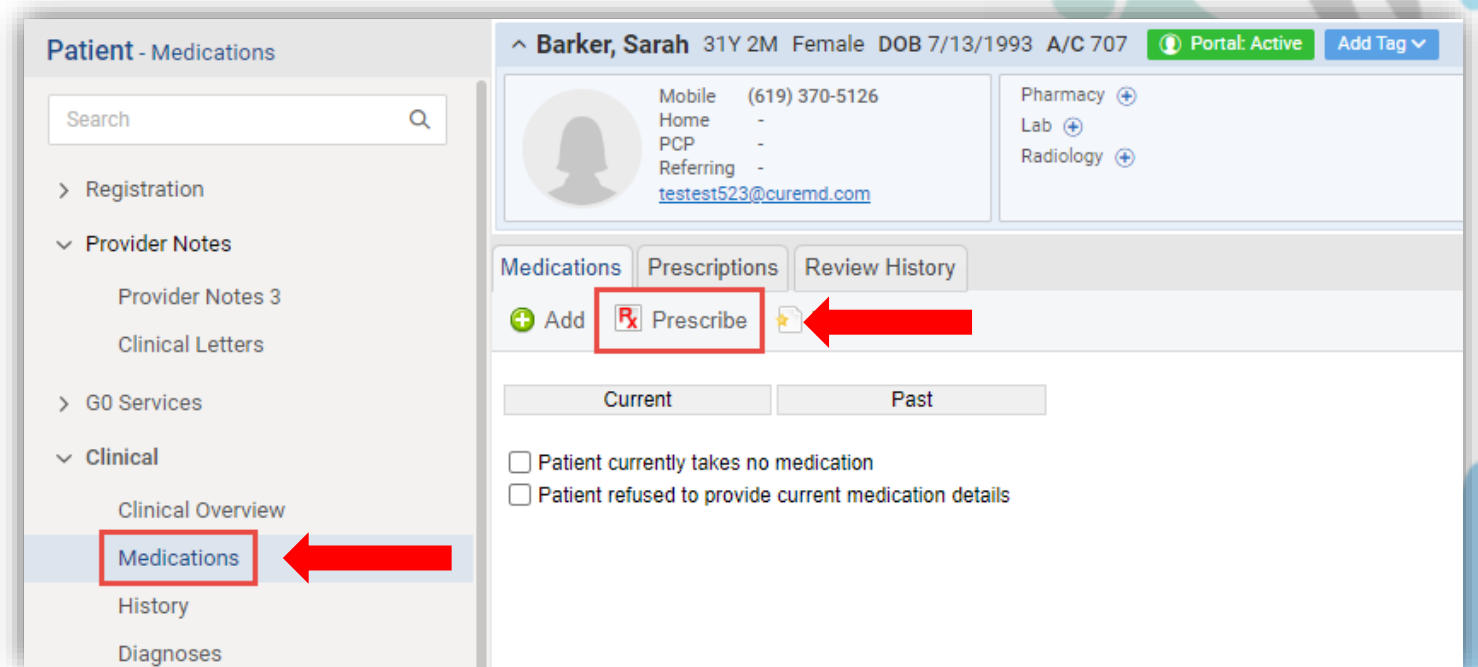 Patient - Medications
Search
Registration
Provider Notes
Provider Notes 3
Clinical Letters
G0 Services
Clinical
Clinical Overview
Medications
History
Diagnoses
Barker, Sarah 31Y 2M Female DOB 7/13/1993 A/C 707 Portal: Active Add Tag
Mobile (619) 370-5126
Home -
PCP -
Referring -
testest523@curemd.com
Pharmacy
Lab
Radiology
Medications Prescriptions Review History
Add Rx Prescribe
Current Past
Patient currently takes no medication
Patient refused to provide current medication details